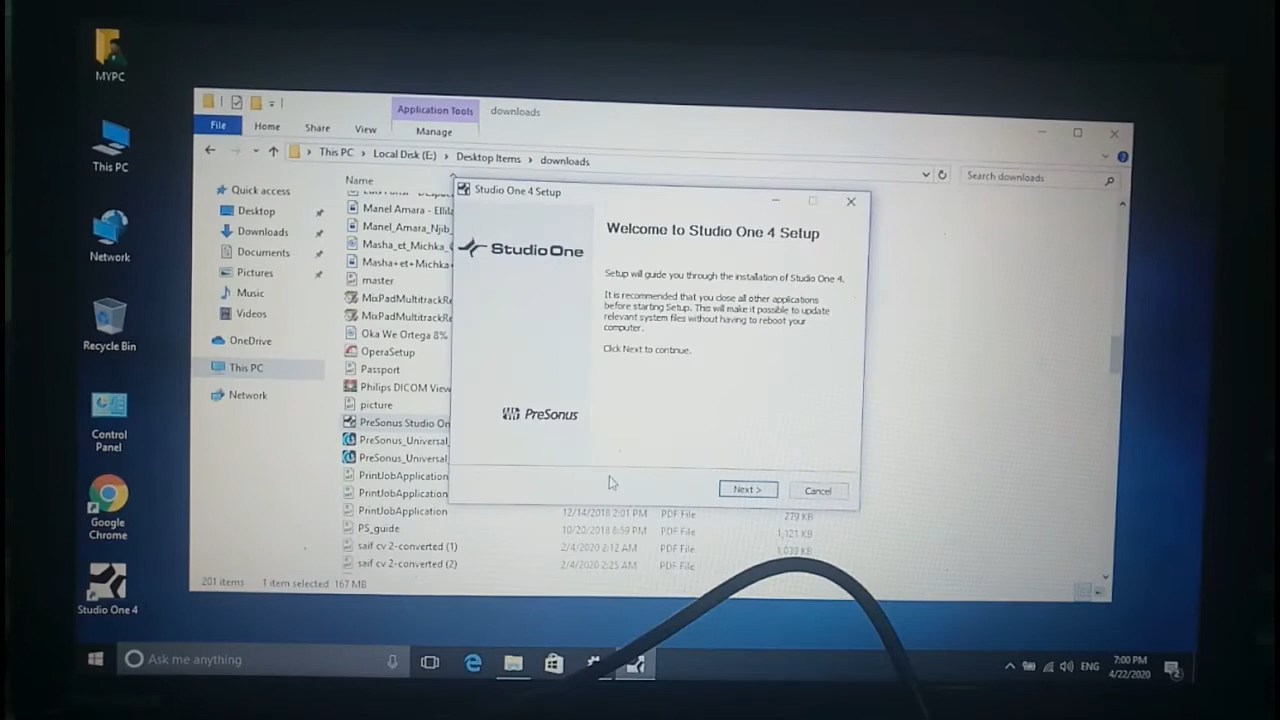 MYPC
This PC
Network
Recycle Bin
Control
Panel
Google
Chrome
Studio One 4
Application Tools
downloads
File
Home
Share
View
Manage
This PC
Local Disk (E:)
Desktop Items
downloads
Search downloads
Quick access
Desktop
Downloads
Documents
Pictures
Music
Videos
OneDrive
This PC
Network
Name
Manel Amara - Ellila
Manel_Amara_Njib_
Masha_et_Michka_
Masha+et+Michka
master
MixPadMultitrackRe
MixPadMultitrackRe
Oka We Ortega 8%
OperaSetup
Passport
Philips DICOM View
picture
PreSonus Studio On
PreSonus_Universal_
PreSonus_Universal_
PrintJobApplication
PrintJobApplication
PrintJobApplication 12/14/2018 2:01 PM PDF File 279 KB
PS_guide 10/20/2018 8:59 PM PDF File 1,121 KB
saif cv 2-converted (1) 2/4/2020 2:12 AM PDF File 1,039 KB
saif cv 2-converted (2) 2/4/2020 2:25 AM PDF File
201 items 1 item selected 167 MB
Studio One 4 Setup
Studio One
PreSonus
Welcome to Studio One 4 Setup
Setup will guide you through the installation of Studio One 4.
It is recommended that you close all other applications
before starting Setup. This will make it possible to update
relevant system files without having to reboot your
computer.
Click Next to continue.
Next >
Cancel
Ask me anything
ENG
7:00 PM
4/22/2020
2